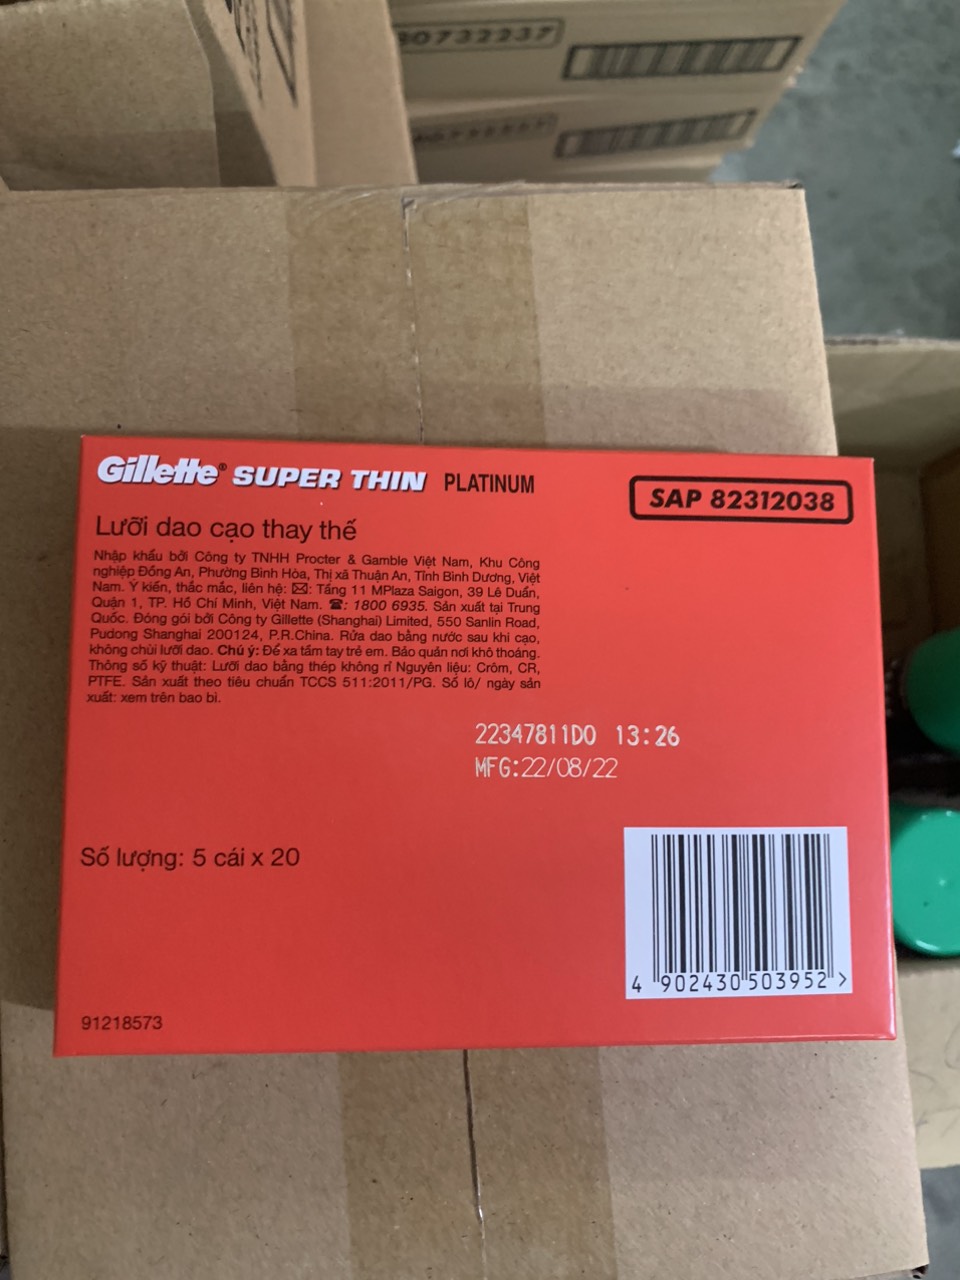 80732237
Gillette® SUPER THIN PLATINUM
SAP 82312038
Lưỡi dao cạo thay thế
Nhập khẩu bởi Công ty TNHH Procter & Gamble Việt Nam, Khu Công
nghiệp Đồng An, Phường Bình Hòa, Thị xã Thuận An, Tỉnh Bình Dương, Việt
Nam. Ý kiến, thắc mắc, liên hệ: ✉: Tầng 11 MPlaza Saigon, 39 Lê Duẩn,
Quận 1, TP. Hồ Chí Minh, Việt Nam. ☎: 1800 6935. Sản xuất tại Trung
Quốc. Đóng gói bởi Công ty Gillette (Shanghai) Limited, 550 Sanlin Road,
Pudong Shanghai 200124, P.R.China. Rửa dao bằng nước sau khi cạo,
không chùi lưỡi dao. Chú ý: Để xa tầm tay trẻ em. Bảo quản nơi khô thoáng.
Thông số kỹ thuật: Lưỡi dao bằng thép không rỉ Nguyên liệu: Crôm, CR,
PTFE. Sản xuất theo tiêu chuẩn TCCS 511:2011/PG. Số lô/ ngày sản
xuất: xem trên bao bì.
22347811D0 13:26
MFG:22/08/22
Số lượng: 5 cái x 20
4 902430 503952 >
91218573